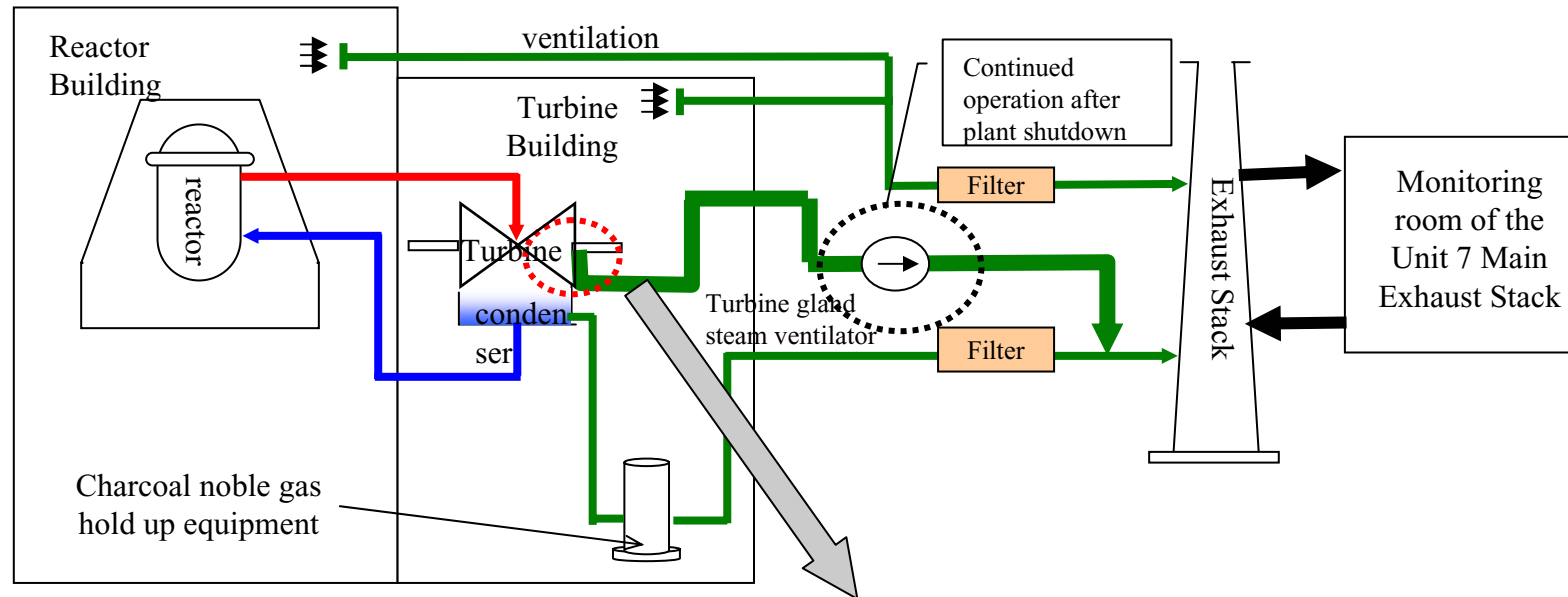 Reactor
Building
ventilation
Turbine
Building
Continued
operation after
plant shutdown
reactor
Turbine
conden
ser
Turbine gland
steam ventilator
Filter
Filter
Exhaust Stack
Monitoring
room of the
Unit 7 Main
Exhaust Stack
Charcoal noble gas
hold up equipment